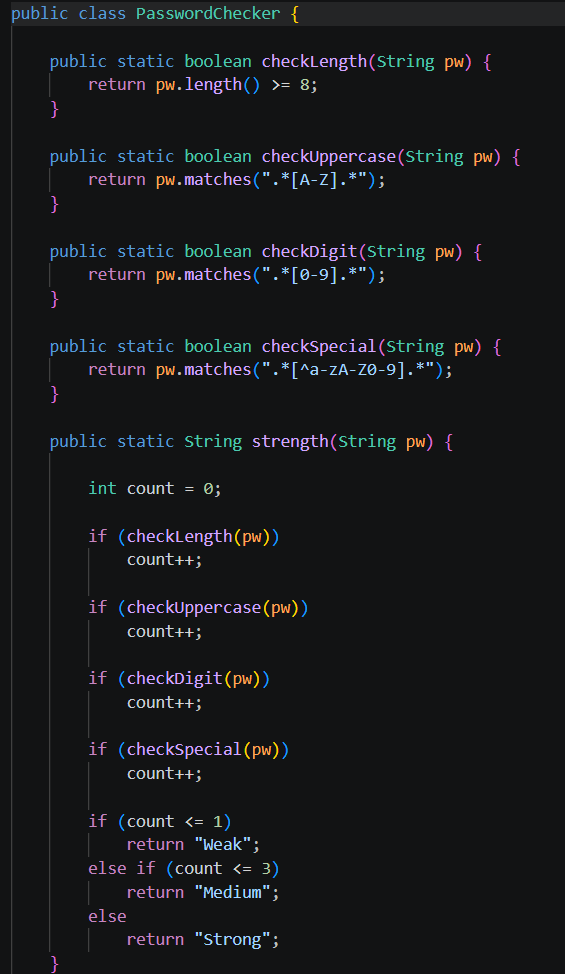 public class PasswordChecker {
public static boolean checkLength(String pw) {
return pw.length() >= 8;
}
public static boolean checkUppercase(String pw) {
return pw.matches(".*[A-Z].*");
}
public static boolean checkDigit(String pw) {
return pw.matches(".*[0-9].*");
}
public static boolean checkSpecial(String pw) {
return pw.matches(".*[^a-zA-Z0-9].*");
}
public static String strength(String pw) {
int count = 0;
if (checkLength(pw))
count++;
if (checkUppercase(pw))
count++;
if (checkDigit(pw))
count++;
if (checkSpecial(pw))
count++;
if (count <= 1)
return "Weak";
else if (count <= 3)
return "Medium";
else
return "Strong";
}